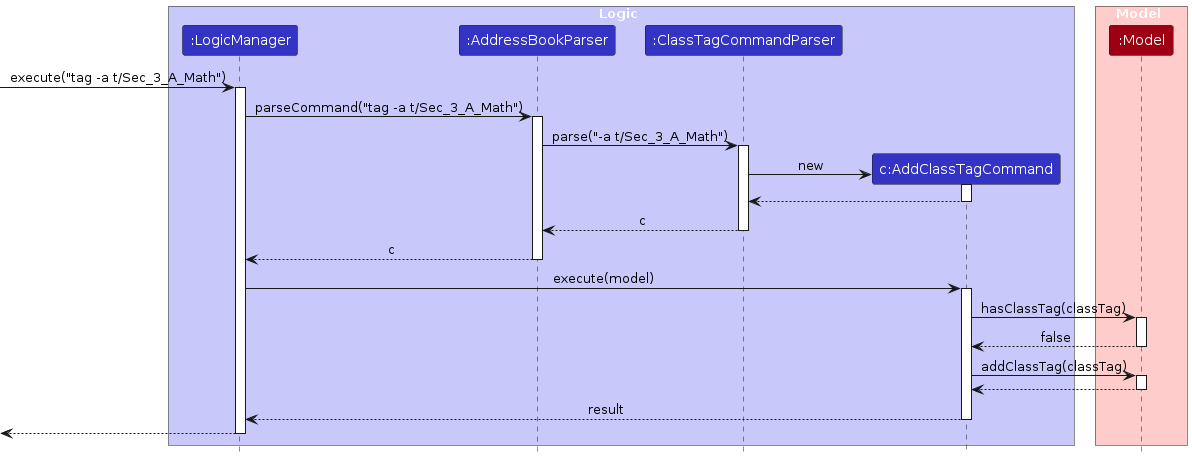 Logic
Model
:LogicManager
:AddressBookParser
:ClassTagCommandParser
:Model
execute("tag -a t/Sec_3_A_Math")
parseCommand("tag -a t/Sec_3_A_Math")
parse("-a t/Sec_3_A_Math")
new
c:AddClassTagCommand
c
c
execute(model)
hasClassTag(classTag)
false
addClassTag(classTag)
result